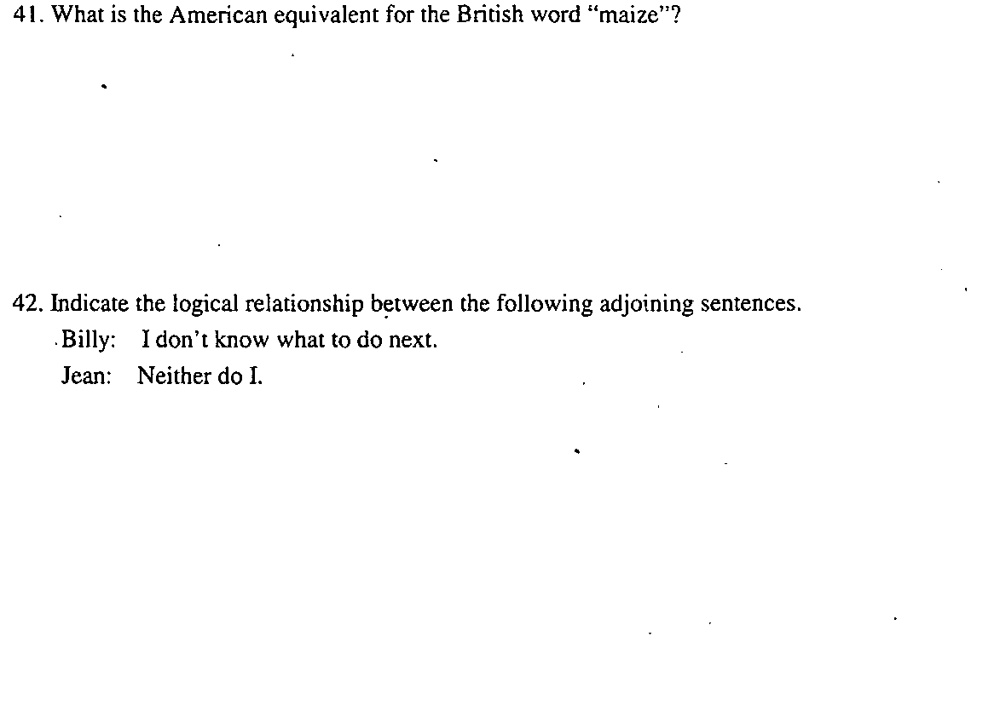 41. What is the American equivalent for the British word “maize”?
42. Indicate the logical relationship between the following adjoining sentences.
Billy: I don’t know what to do next.
Jean: Neither do I.